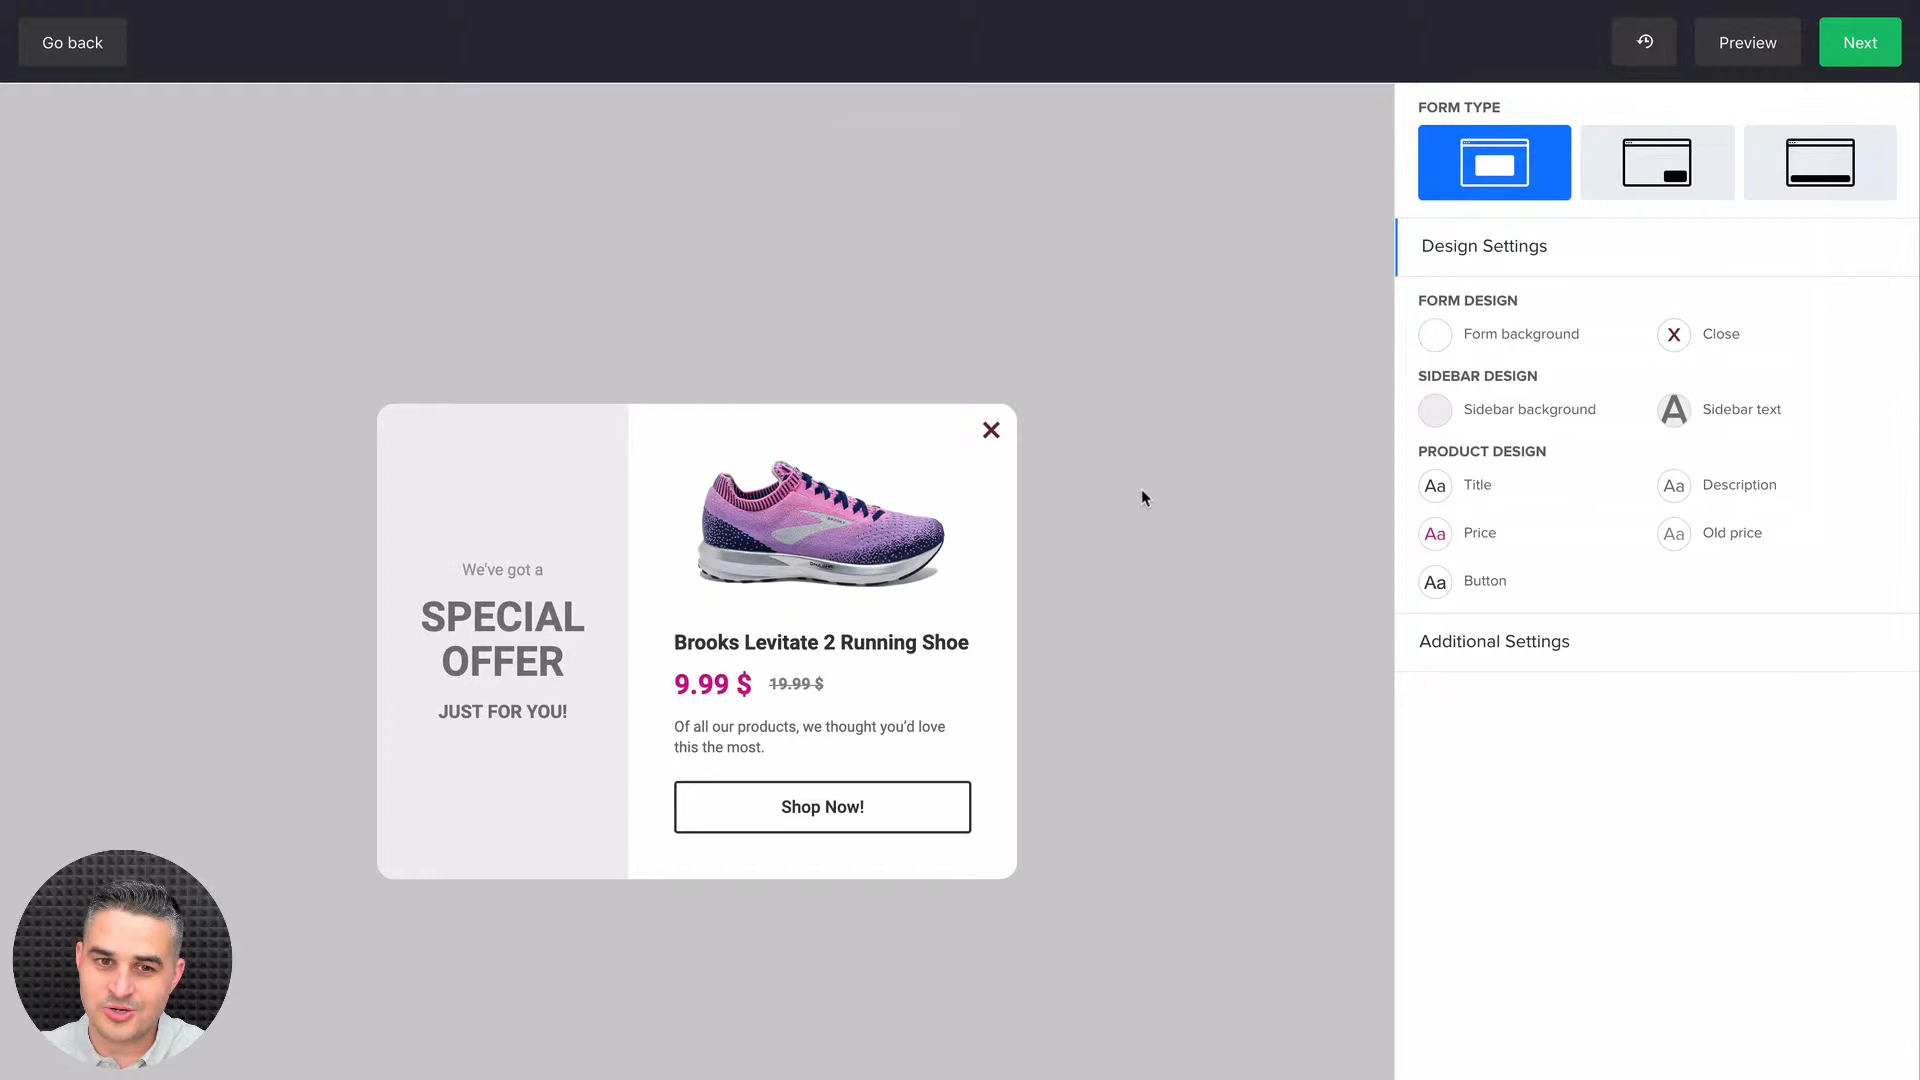 Go back
Preview
Next
FORM TYPE
Design Settings
FORM DESIGN
Form background
X
Close
SIDEBAR DESIGN
Sidebar background
A
Sidebar text
PRODUCT DESIGN
Aa
Title
Aa
Description
Aa
Price
Aa
Old price
Aa
Button
Additional Settings
We've got a
SPECIAL
OFFER
JUST FOR YOU!
Brooks Levitate 2 Running Shoe
9.99 $ 19.99 $
Of all our products, we thought you’d love
this the most.
Shop Now!